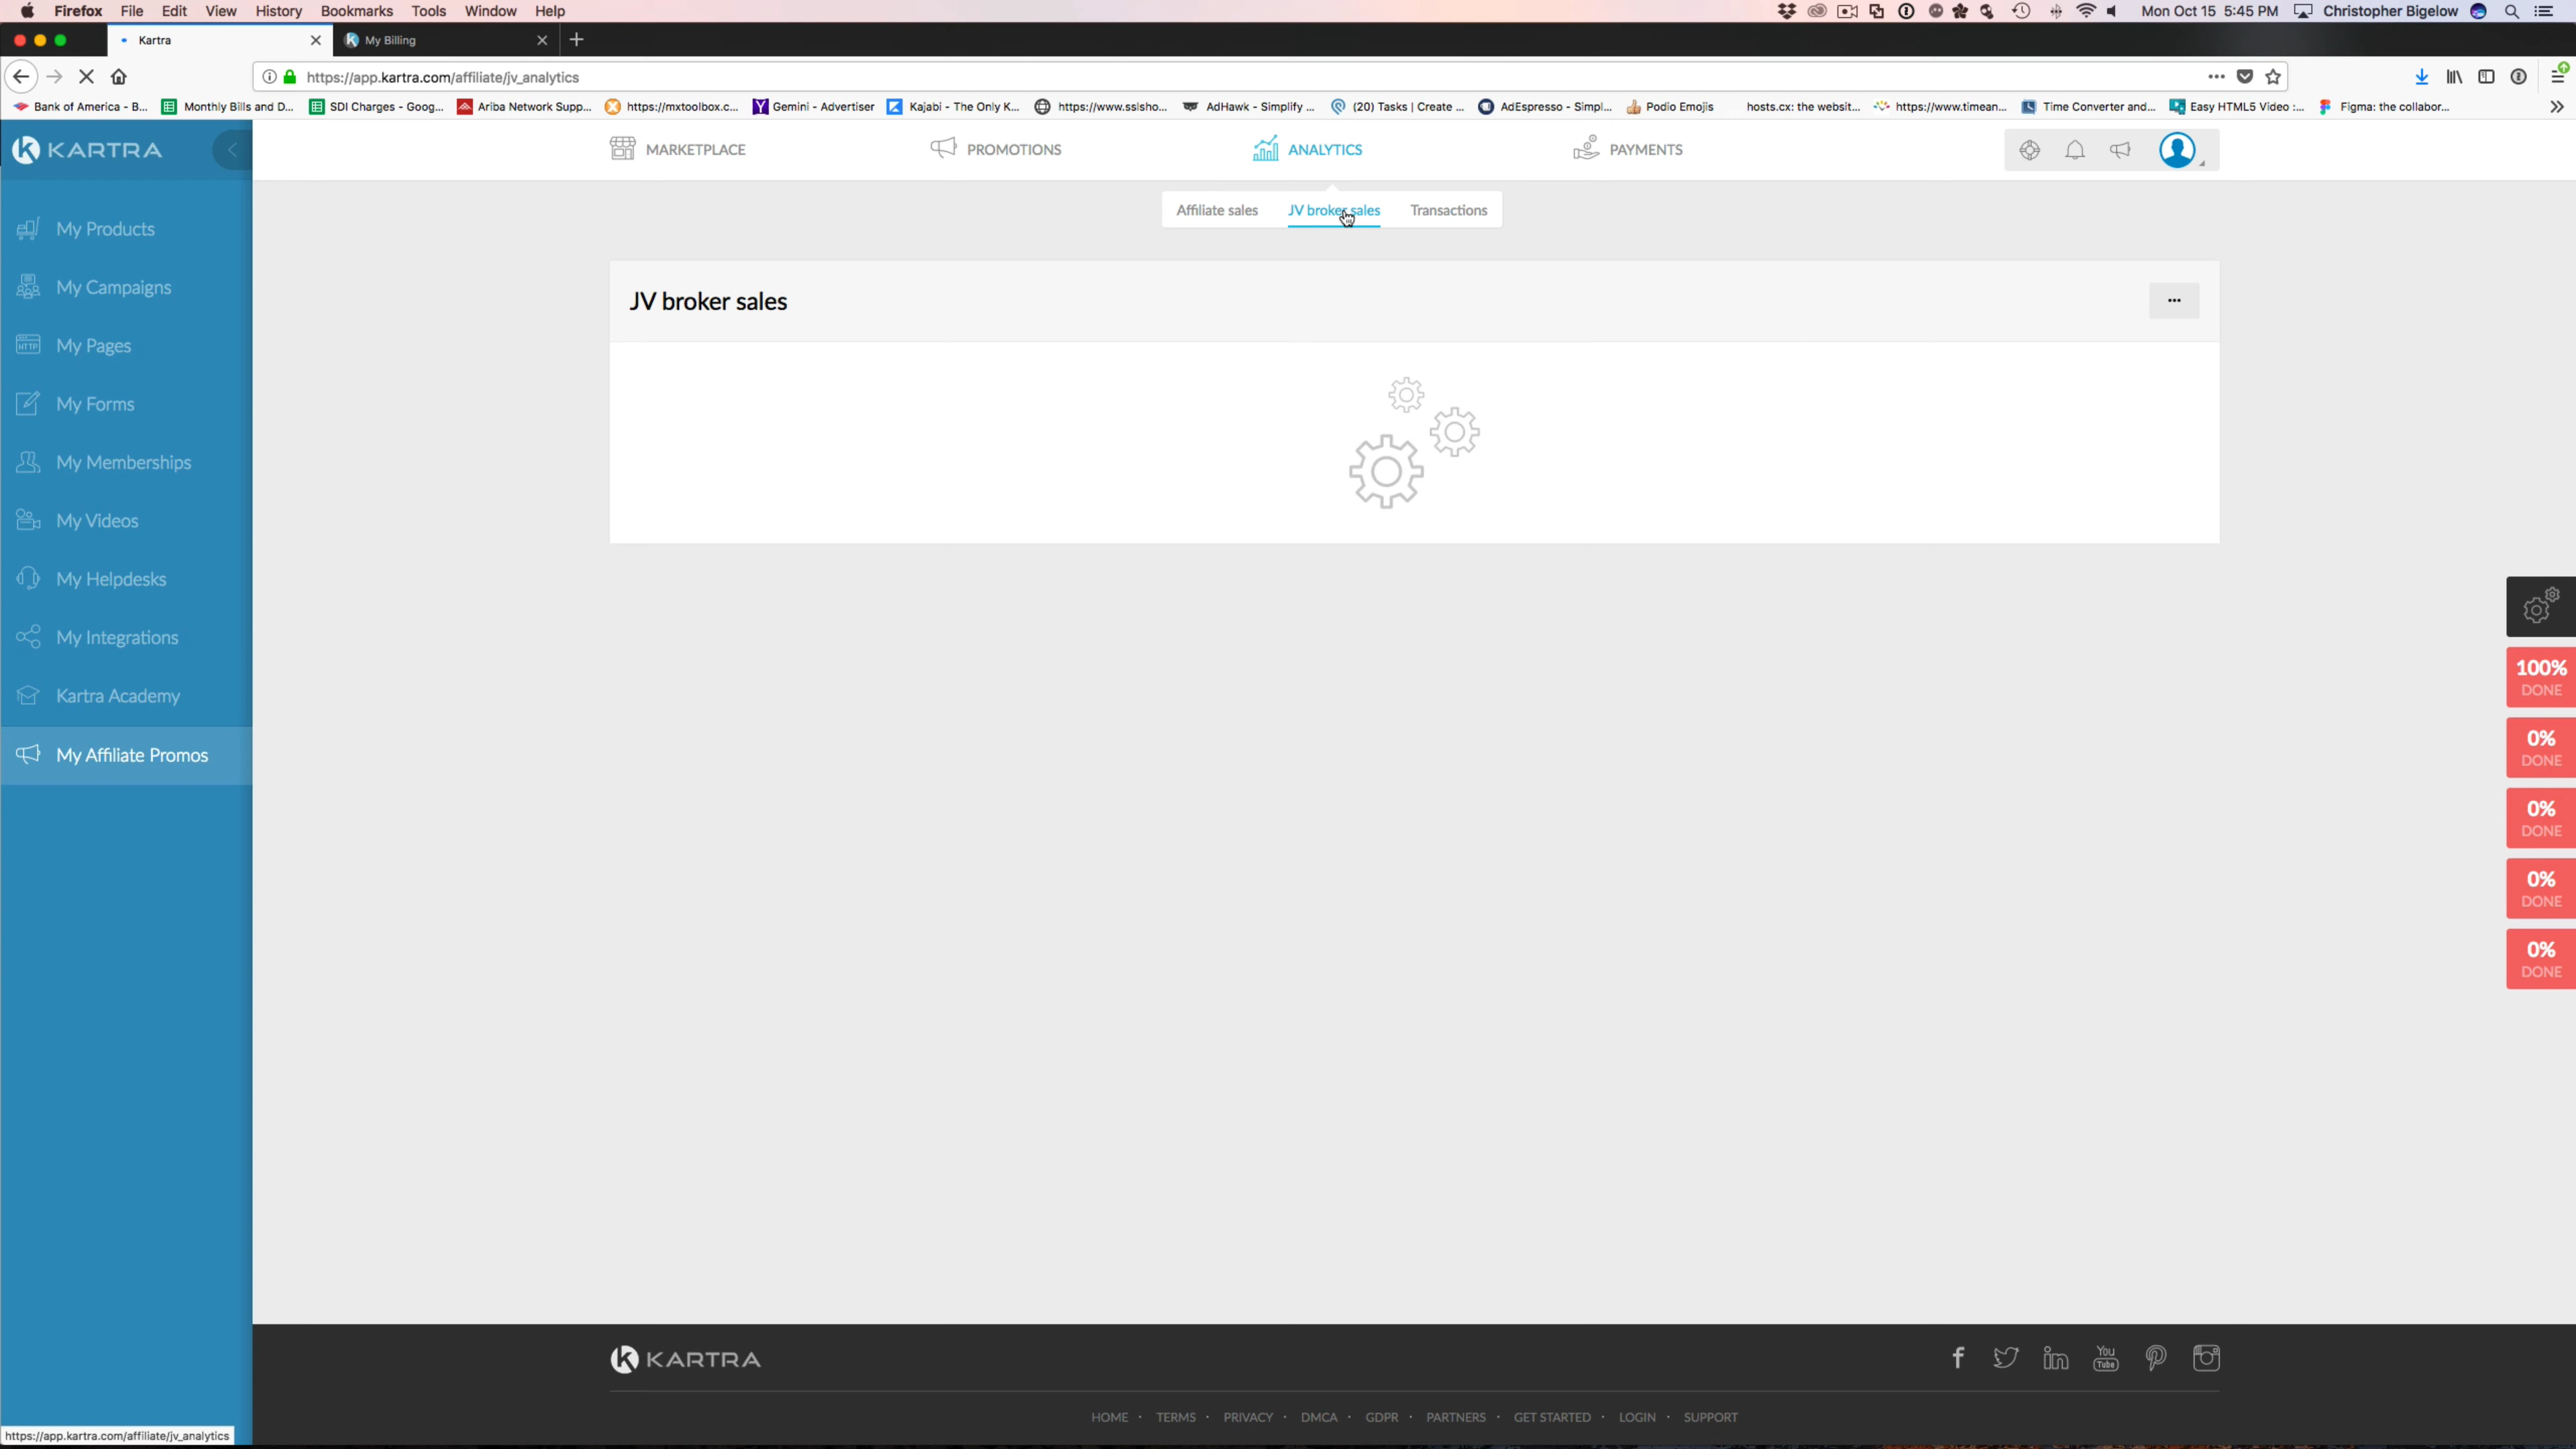 Firefox File Edit View History Bookmarks Tools Window Help Mon Oct 15 5:45 PM Christopher Bigelow
Kartra My Billing
https://app.kartra.com/affiliate/jv_analytics
Bank of America - B... Monthly Bills and D... SDI Charges - Goog... Ariba Network Supp... https://mxtoolbox.c... Gemini - Advertiser Kajabi - The Only K... https://www.sslsho... AdHawk - Simplify ... (20) Tasks | Create ... AdEspresso - Simpl... Podio Emojis hosts.cx: the websit... https://www.timean... Time Converter and... Easy HTML5 Video :... Figma: the collabor...
KARTRA
MARKETPLACE PROMOTIONS ANALYTICS PAYMENTS
Affiliate sales JV broker sales Transactions
My Products
My Campaigns
My Pages
HTTP
My Forms
My Memberships
My Videos
My Helpdesks
My Integrations
Kartra Academy
My Affiliate Promos
JV broker sales
100%
DONE
0%
DONE
0%
DONE
0%
DONE
0%
DONE
KARTRA
You
Tube
HOME · TERMS · PRIVACY · DMCA · GDPR · PARTNERS · GET STARTED · LOGIN · SUPPORT
https://app.kartra.com/affiliate/jv_analytics